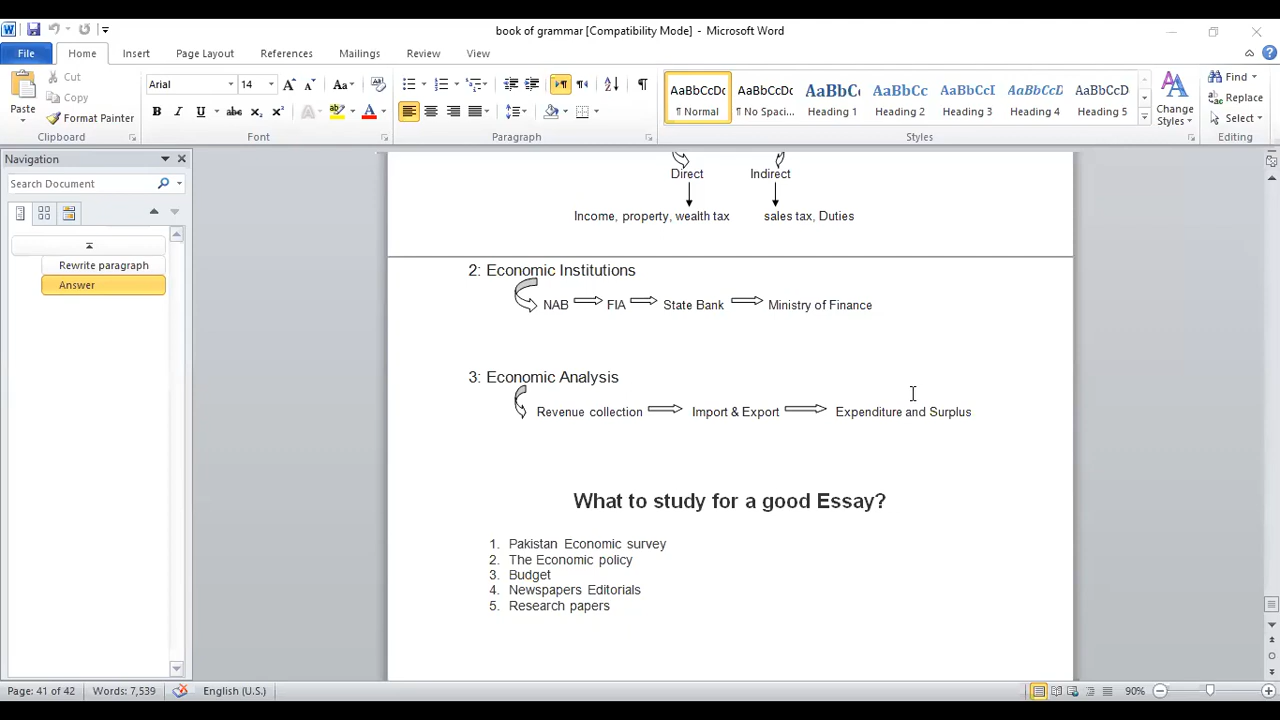 book of grammar [Compatibility Mode] - Microsoft Word
File Home Insert Page Layout References Mailings Review View
Cut
Copy
Format Painter
Paste
Clipboard
Arial 14
Font
Paragraph
AaBbCcDc AaBbCcDc AaBbC AaBbCc AaBbCcI AaBbCcD AaBbCcDc
¶ Normal ¶ No Spaci... Heading 1 Heading 2 Heading 3 Heading 4 Heading 5
Change Styles
Styles
Find
Replace
Select
Editing
Navigation
Search Document
Rewrite paragraph
Answer
Direct Indirect
Income, property, wealth tax sales tax, Duties
2: Economic Institutions
NAB FIA State Bank Ministry of Finance
3: Economic Analysis
Revenue collection Import & Export Expenditure and Surplus
What to study for a good Essay?
1. Pakistan Economic survey
2. The Economic policy
3. Budget
4. Newspapers Editorials
5. Research papers
Page: 41 of 42 Words: 7,539 English (U.S.) 90%